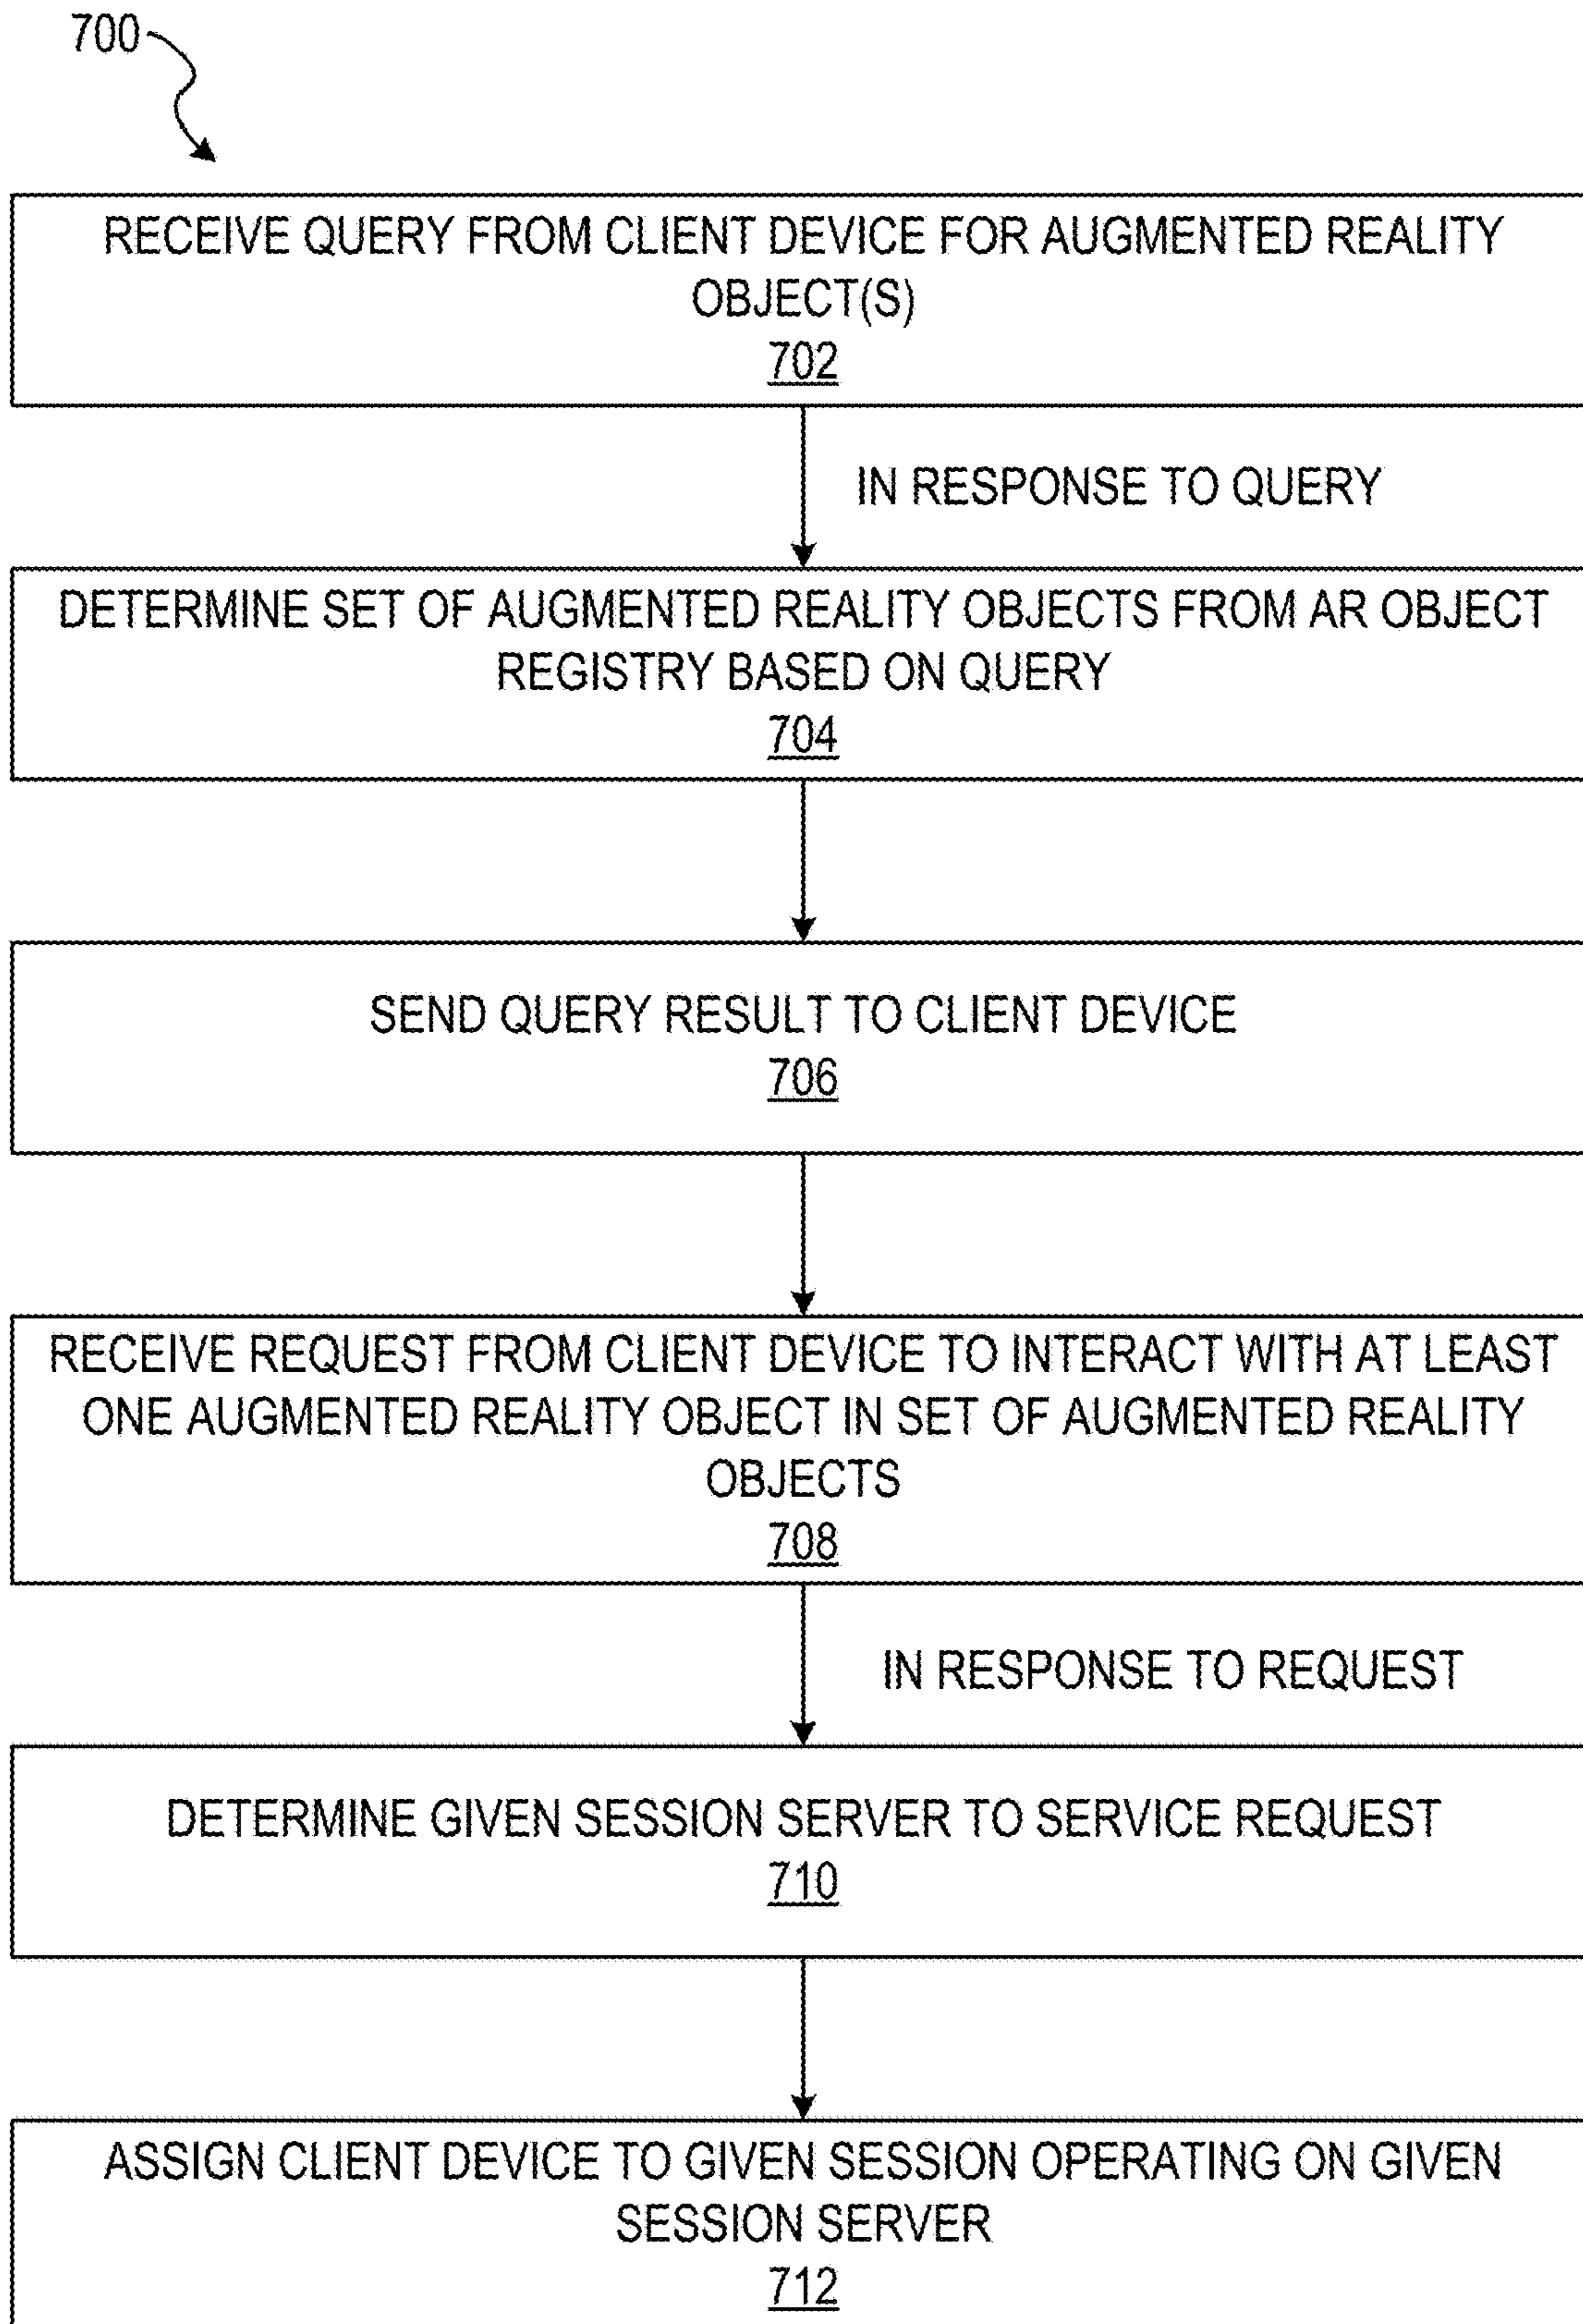 700
RECEIVE QUERY FROM CLIENT DEVICE FOR AUGMENTED REALITY
OBJECT(S)
702
IN RESPONSE TO QUERY
DETERMINE SET OF AUGMENTED REALITY OBJECTS FROM AR OBJECT
REGISTRY BASED ON QUERY
704
SEND QUERY RESULT TO CLIENT DEVICE
706
RECEIVE REQUEST FROM CLIENT DEVICE TO INTERACT WITH AT LEAST
ONE AUGMENTED REALITY OBJECT IN SET OF AUGMENTED REALITY
OBJECTS
708
IN RESPONSE TO REQUEST
DETERMINE GIVEN SESSION SERVER TO SERVICE REQUEST
710
ASSIGN CLIENT DEVICE TO GIVEN SESSION OPERATING ON GIVEN
SESSION SERVER
712